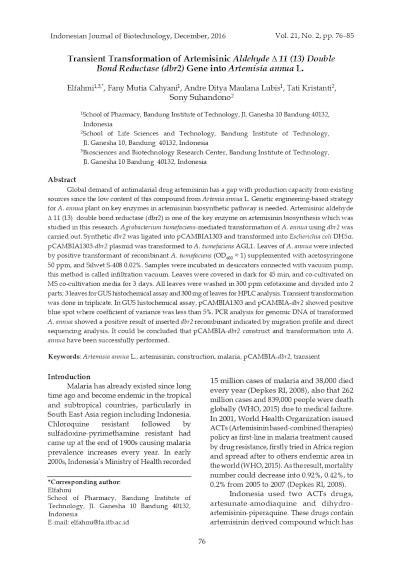 Indonesian Journal of Biotechnology, December, 2016 Vol. 21, No. 2, pp. 76-85
Transient Transformation of Artemisinic Aldehyde Δ 11 (13) Double
Bond Reductase (dbr2) Gene into Artemisia annua L.
Elfahmi1,3,*, Fany Mutia Cahyani1, Andre Ditya Maulana Lubis1, Tati Kristanti2,
Sony Suhandono2
1School of Pharmacy, Bandung Institute of Technology, Jl. Ganesha 10 Bandung 40132,
Indonesia
2School of Life Sciences and Technology, Bandung Institute of Technology,
Jl. Ganesha 10, Bandung 40132, Indonesia
3Biosciences and Biotechnology Research Center, Bandung Institute of Technology,
Jl. Ganesha 10 Bandung 40132, Indonesia
Abstract
Global demand of antimalarial drug artemisinin has a gap with production capacity from existing
sources since the low content of this compound from Artemisia annua L. Genetic engineering-based strategy
for A. annua plant on key enzymes in artemisinin biosynthetic pathway is needed. Artemisinic aldehyde
Δ 11 (13) double bond reductase (dbr2) is one of the key enzyme on artemisinin biosynthesis which was
studied in this research. Agrobacterium tumefaciens-mediated transformation of A. annua using dbr2 was
carried out. Synthetic dbr2 was ligated into pCAMBIA1303 and transformed into Escherichia coli DH5α.
pCAMBIA1303-dbr2 plasmid was transformed to A. tumefaciens AGL1. Leaves of A. annua were infected
by positive transformant of recombinant A. tumefaciens (OD600 = 1) supplemented with acetosyringone
50 ppm, and Silwet S-408 0.02%. Samples were incubated in desiccators connected with vacuum pump,
this method is called infiltration vacuum. Leaves were covered in dark for 45 min, and co-cultivated on
MS co-cultivation media for 3 days. All leaves were washed in 300 ppm cefotaxime and divided into 2
parts: 3 leaves for GUS histochemical assay and 300 mg of leaves for HPLC analysis. Transient transformation
was done in triplicate. In GUS histochemical assay, pCAMBIA1303 and pCAMBIA-dbr2 showed positive
blue spot where coefficient of variance was less than 5%. PCR analysis for genomic DNA of transformed
A. annua showed a positive result of inserted dbr2 recombinant indicated by migration profile and direct
sequencing analysis. It could be concluded that pCAMBIA-dbr2 construct and transformation into A.
annua have been successfully performed.
Keywords: Artemisia annua L., artemisinin, construction, malaria, pCAMBIA-dbr2, transient
Introduction
Malaria has already existed since long
time ago and become endemic in the tropical
and subtropical countries, particularly in
South East Asia region including Indonesia.
Chloroquine resistant followed by
sulfadoxine-pyrimethamine resistant had
came up at the end of 1900s causing malaria
prevalence increases every year. In early
2000s, Indonesia's Ministry of Health recorded
*Corresponding author:
Elfahmi
School of Pharmacy, Bandung Institute of
Technology, Jl. Ganesha 10 Bandung 40132,
Indonesia
E-mail: elfahmi@fa.itb.ac.id
15 million cases of malaria and 38,000 died
every year (Depkes RI, 2008), also that 262
million cases and 839,000 people were death
globally (WHO, 2015) due to medical failure.
In 2001, World Health Organization issued
ACTs (Artemisinin based-combined therapies)
policy as first-line in malaria treatment caused
by drug resistance, firstly tried in Africa region
and spread after to others endemic area in
the world (WHO, 2015). As the result, mortality
number could decrease into 0.92%, 0.42%, to
0.2% from 2005 to 2007 (Depkes RI, 2008).
Indonesia used two ACTs drugs,
artesunate-amodiaquine and dihydro-
artemisinin-piperaquine. These drugs contain
artemisinin derived compound which has
76